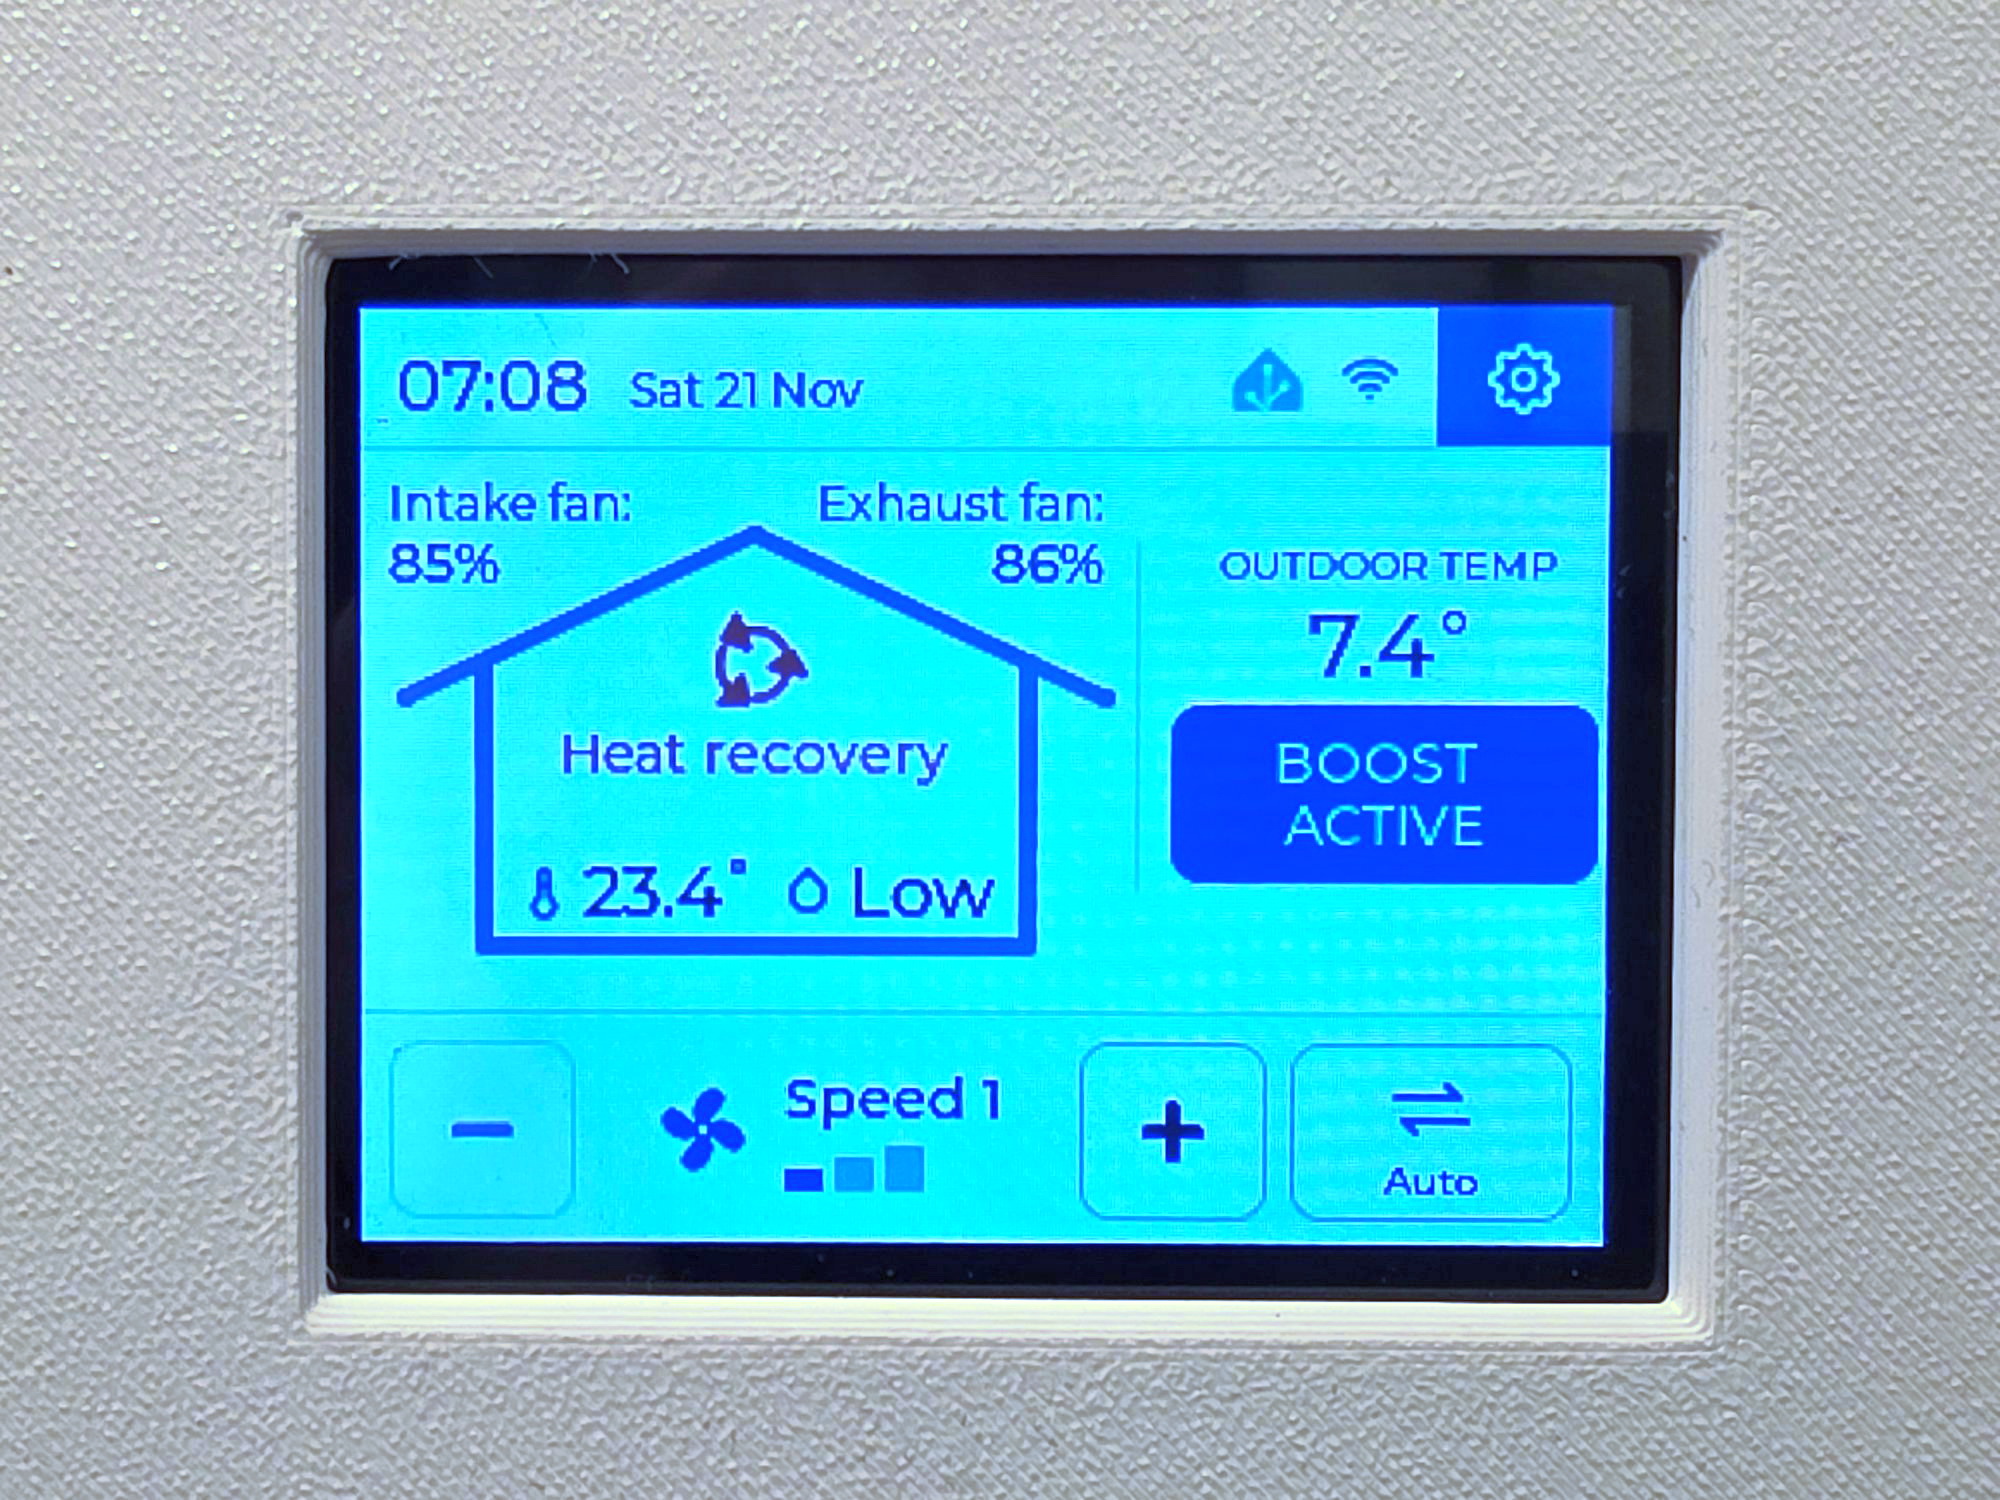 07:08 Sat 21 Nov
Intake fan:
85%
Exhaust fan:
86%
OUTDOOR TEMP
7.4°
BOOST
ACTIVE
Heat recovery
23.4° Low
Speed 1
Auto